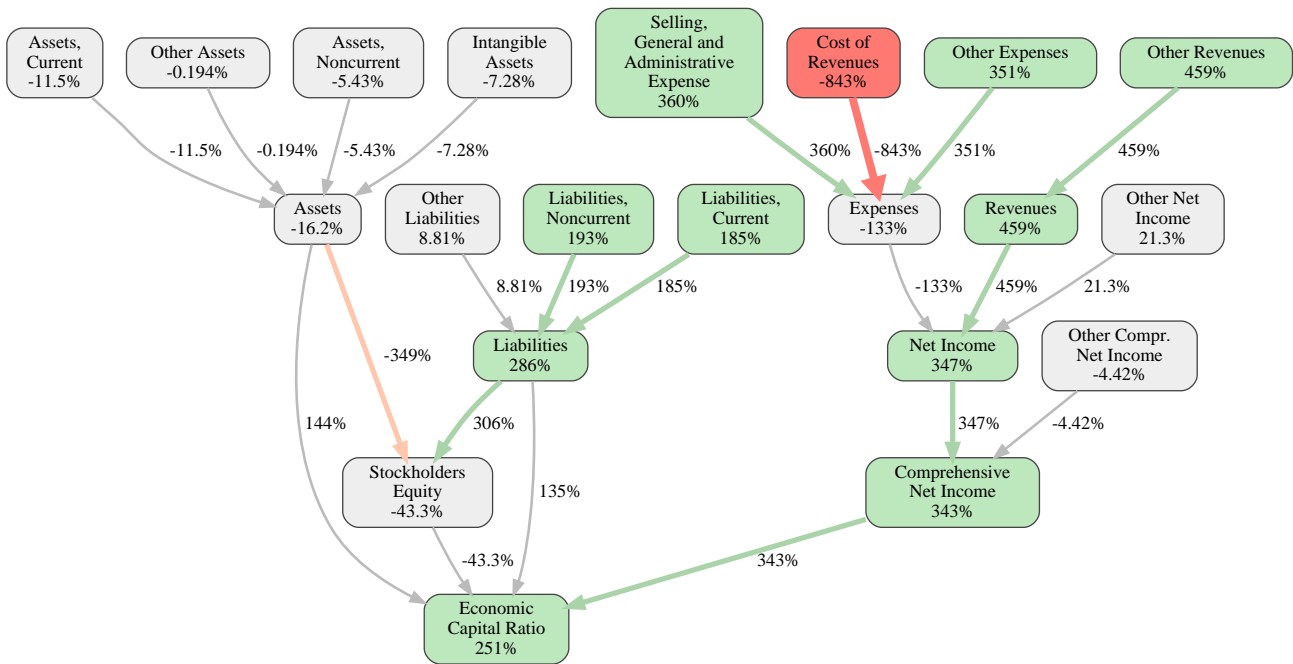 Assets,
Current
-11.5%
Other Assets
-0.194%
Assets,
Noncurrent
-5.43%
Intangible
Assets
-7.28%
Selling,
General and
Administrative
Expense
360%
Cost of
Revenues
-843%
Other Expenses
351%
Other Revenues
459%
-11.5%
-0.194%
-5.43%
-7.28%
360%
-843%
351%
459%
Assets
-16.2%
Other
Liabilities
8.81%
Liabilities,
Noncurrent
193%
Liabilities,
Current
185%
Expenses
-133%
Revenues
459%
Other Net
Income
21.3%
8.81%
193%
185%
-133%
459%
21.3%
-349%
Liabilities
286%
Net Income
347%
Other Compr.
Net Income
-4.42%
144%
306%
347%
-4.42%
Stockholders
Equity
-43.3%
135%
Comprehensive
Net Income
343%
-43.3%
343%
Economic
Capital Ratio
251%